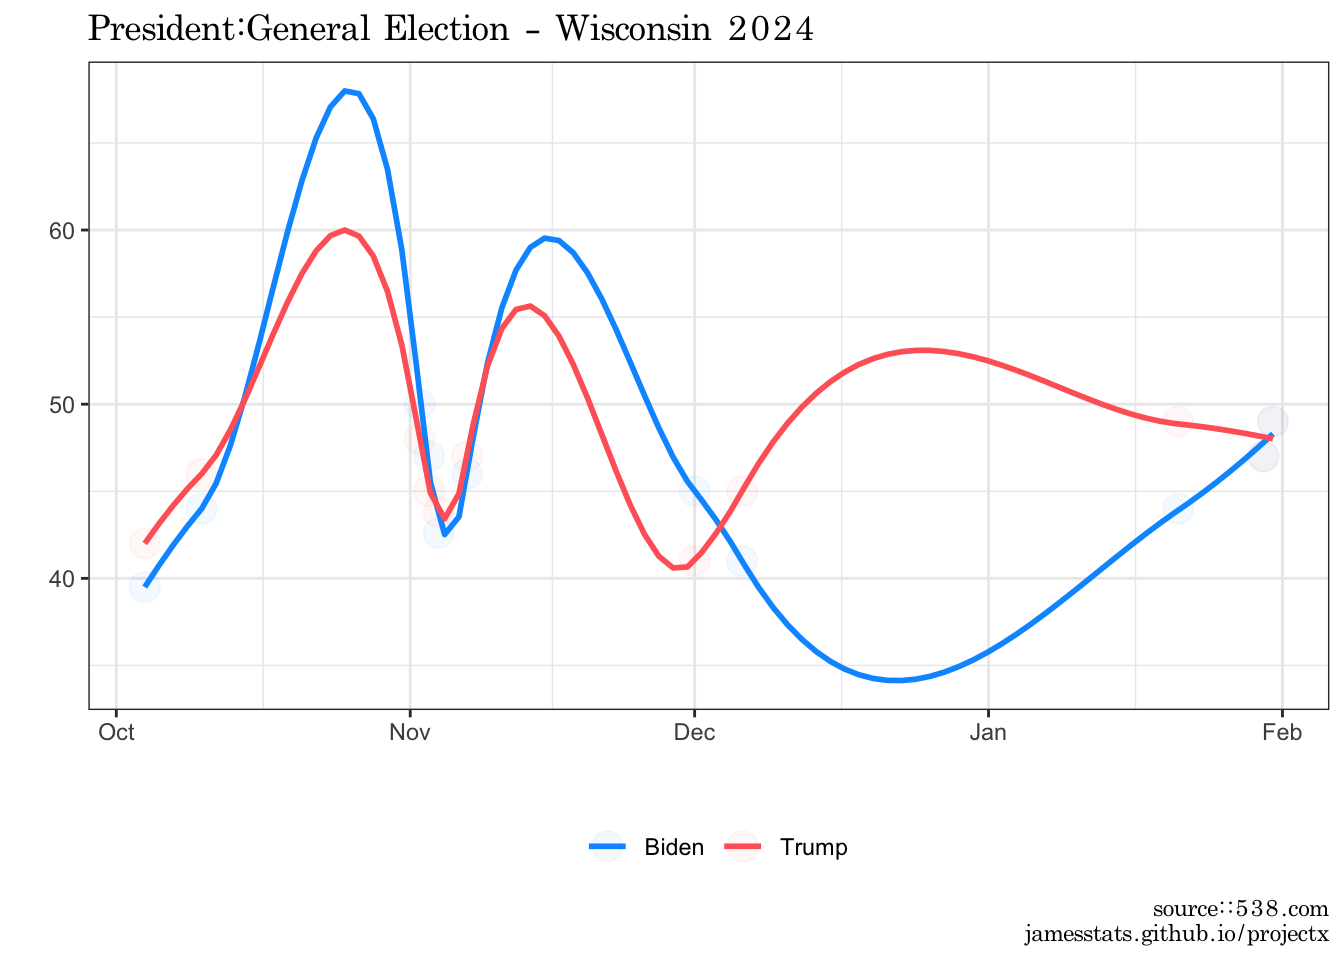 President:General Election - Wisconsin 2024
60
50
40
Oct Nov Dec Jan Feb
Biden Trump
source::538.com
jamesstats.github.io/projectx